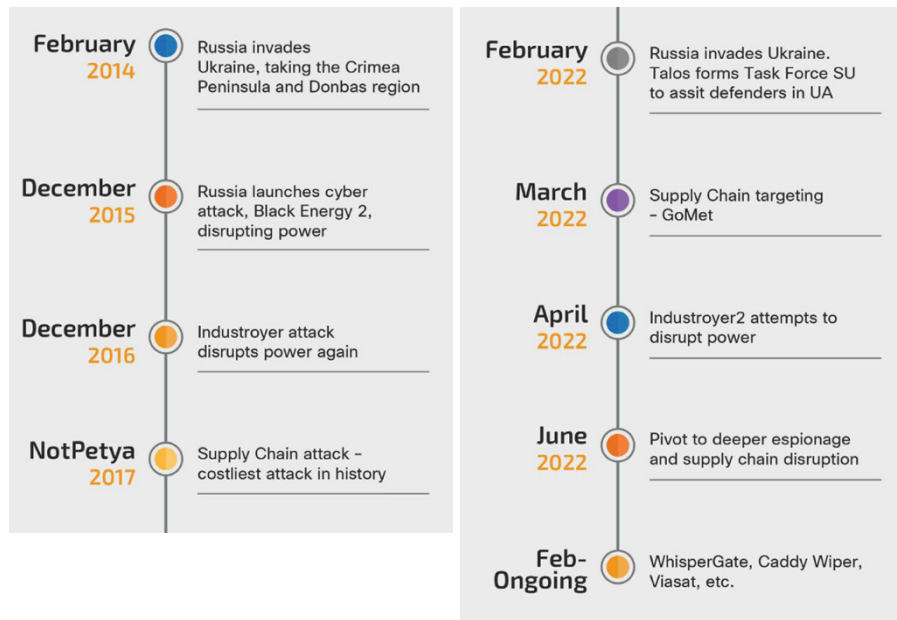 February
2014
Russia invades
Ukraine, taking the Crimea
Peninsula and Donbas region
December
2015
Russia launches cyber
attack, Black Energy 2,
disrupting power
December
2016
Industroyer attack
disrupts power again
NotPetya
2017
Supply Chain attack –
costliest attack in history
February
2022
Russia invades Ukraine.
Talos forms Task Force SU
to assit defenders in UA
March
2022
Supply Chain targeting
– GoMet
April
2022
Industroyer2 attempts to
disrupt power
June
2022
Pivot to deeper espionage
and supply chain disruption
Feb-
Ongoing
WhisperGate, Caddy Wiper,
Viasat, etc.